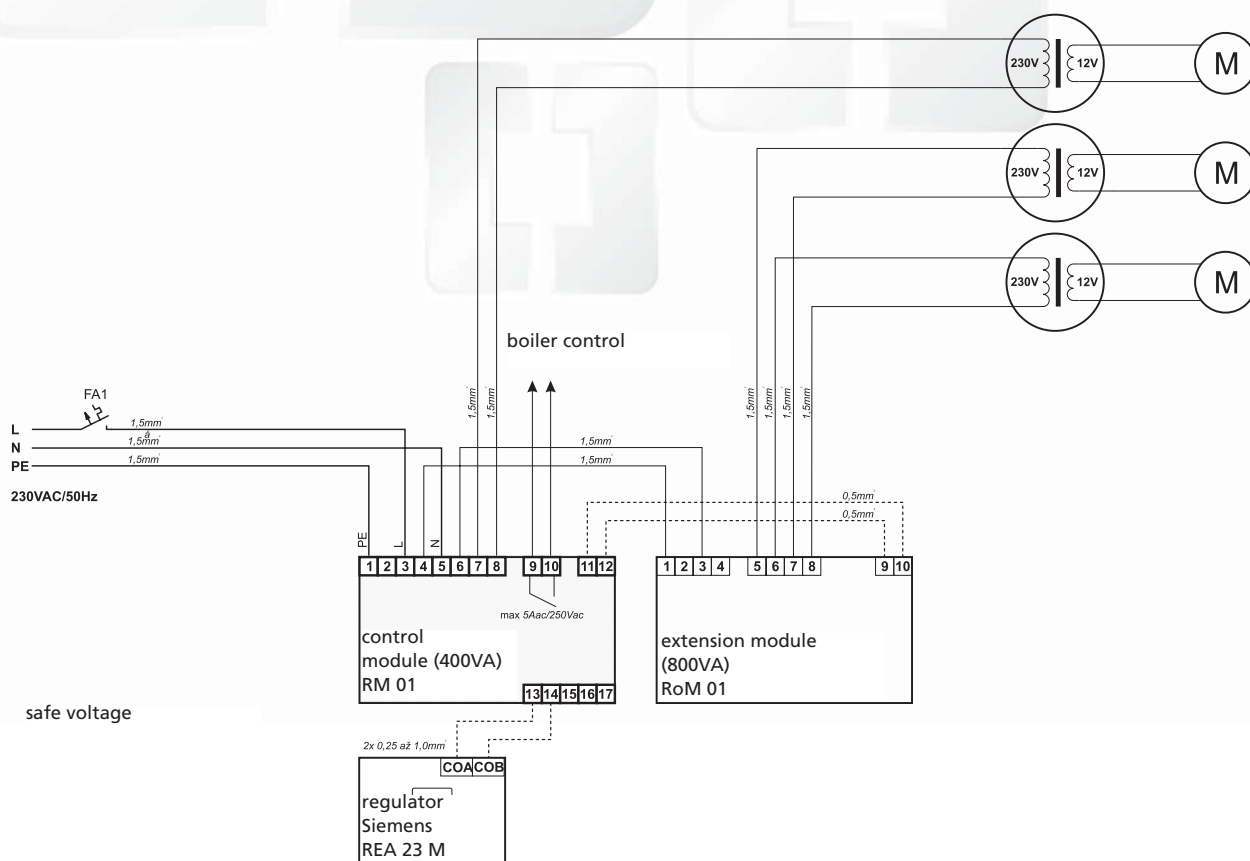 230V 12V M
230V 12V M
230V 12V M
boiler control
FA1
L
N
PE
230VAC/50Hz
1,5mm'
á
1,5mm'
1,5mm'
1,5mm'
1,5mm'
1,5mm'
1,5mm'
1,5mm'
1,5mm'
1,5mm'
1,5mm'
0,5mm'
0,5mm'
PE L N
1 2 3 4 5 6 7 8 9 10 11 12
max 5Aac/250Vac
control
module (400VA)
RM 01
13 14 15 16 17
1 2 3 4 5 6 7 8 9 10
extension module
(800VA)
RoM 01
safe voltage
2x 0,25 až 1,0mm'
COA COB
regulator
Siemens
REA 23 M